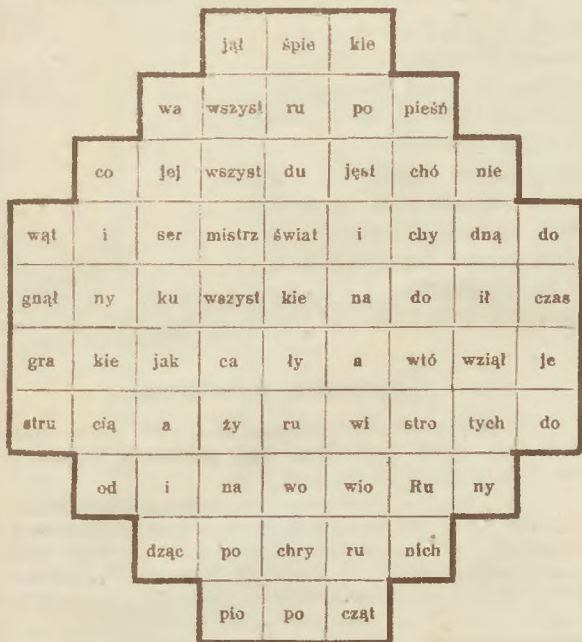 jął śpie kie
wa wszyst ru po pieśń
co jej wszyst du jęst chó nie
wąt i ser mistrz świat i chy dną do
gnął ny ku wszyst kie na do ił czas
gra kie jak ca ły a wtó wziął je
stru cią a ży ru wi stro tych do
od i na wo wio Ru ny
dząc po chry ru nich
pio po cząt